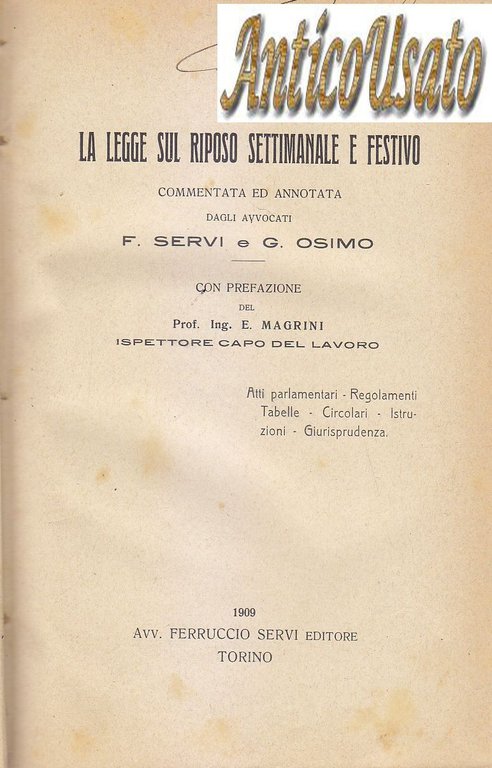 AnticoUsato
LA LEGGE SUL RIPOSO SETTIMANALE E FESTIVO
COMMENTATA ED ANNOTATA
DAGLI AVVOCATI
F. SERVI e G. OSIMO
CON PREFAZIONE
DEL
Prof. Ing. E. MAGRINI
ISPETTORE CAPO DEL LAVORO
Atti parlamentari - Regolamenti
Tabelle - Circolari - Istru-
zioni - Giurisprudenza.
1909
AVV. FERRUCCIO SERVI EDITORE
TORINO